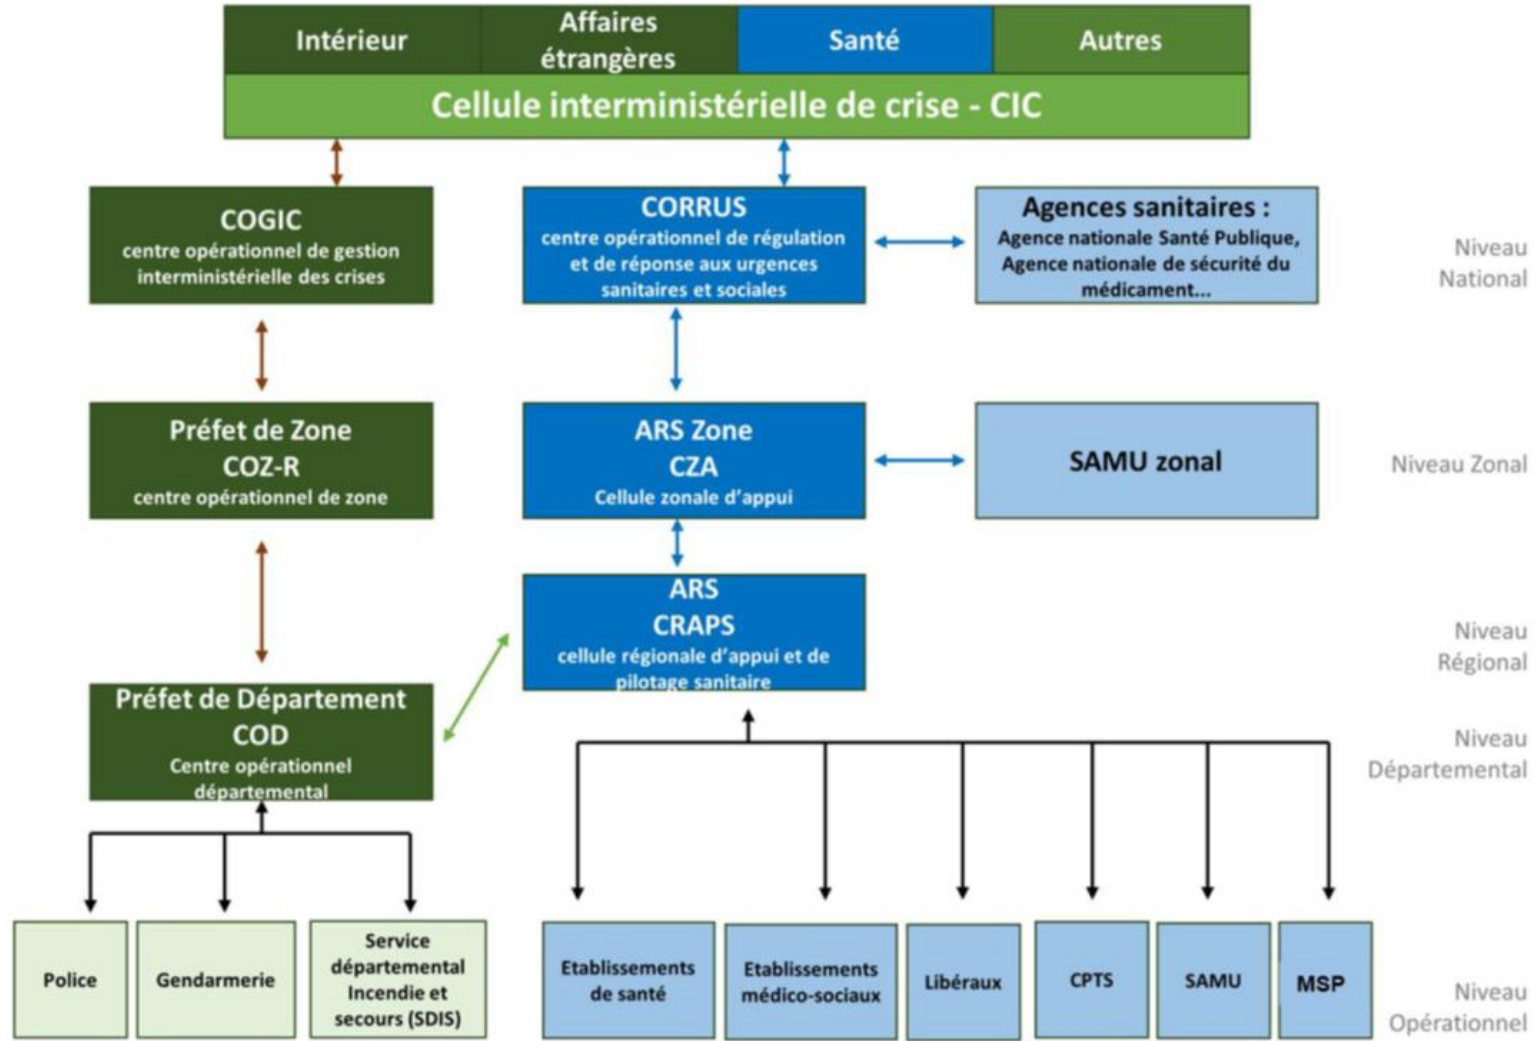 Intérieur
Affaires
étrangères
Santé
Autres
Cellule interministérielle de crise - CIC
COGIC
centre opérationnel de gestion
interministérielle des crises
CORRUS
centre opérationnel de régulation
et de réponse aux urgences
sanitaires et sociales
Agences sanitaires :
Agence nationale Santé Publique,
Agence nationale de sécurité du
médicament...
Niveau
National
Préfet de Zone
COZ-R
centre opérationnel de zone
ARS Zone
CZA
Cellule zonale d'appui
SAMU zonal
Niveau Zonal
ARS
CRAPS
cellule régionale d'appui et de
pilotage sanitaire
Niveau
Régional
Préfet de Département
COD
Centre opérationnel
départemental
Niveau
Départemental
Police
Gendarmerie
Service
départemental
Incendie et
secours (SDIS)
Etablissements
de santé
Etablissements
médico-sociaux
Libéraux
CPTS
SAMU
MSP
Niveau
Opérationnel